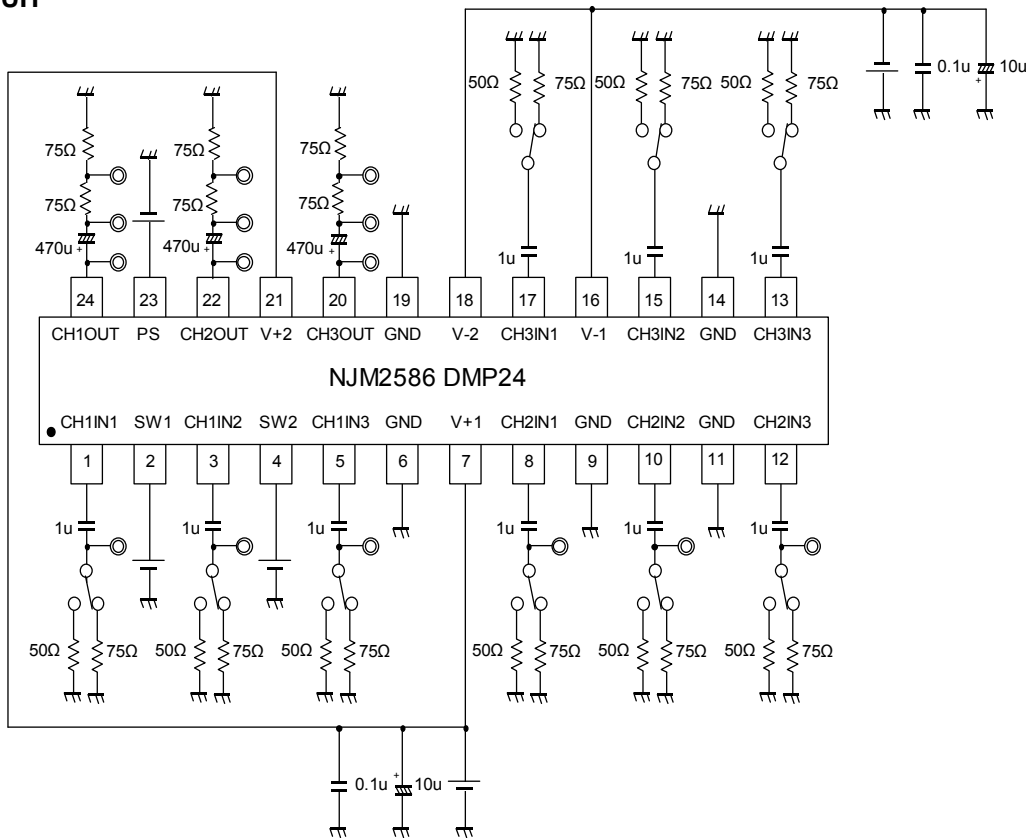 50Ω 75Ω 50Ω 75Ω 50Ω 75Ω 0.1u + 10u
75Ω 75Ω 75Ω
75Ω 75Ω 75Ω
470u + 470u + 470u +
1u 1u 1u
24 23 22 21 20 19 18 17 16 15 14 13
CH1OUT PS CH2OUT V+2 CH3OUT GND V-2 CH3IN1 V-1 CH3IN2 GND CH3IN3
NJM2586 DMP24
CH1IN1 SW1 CH1IN2 SW2 CH1IN3 GND V+1 CH2IN1 GND CH2IN2 GND CH2IN3
1 2 3 4 5 6 7 8 9 10 11 12
1u 1u 1u 1u 1u 1u
50Ω 75Ω 50Ω 75Ω 50Ω 75Ω 50Ω 75Ω 50Ω 75Ω 50Ω 75Ω
0.1u + 10u